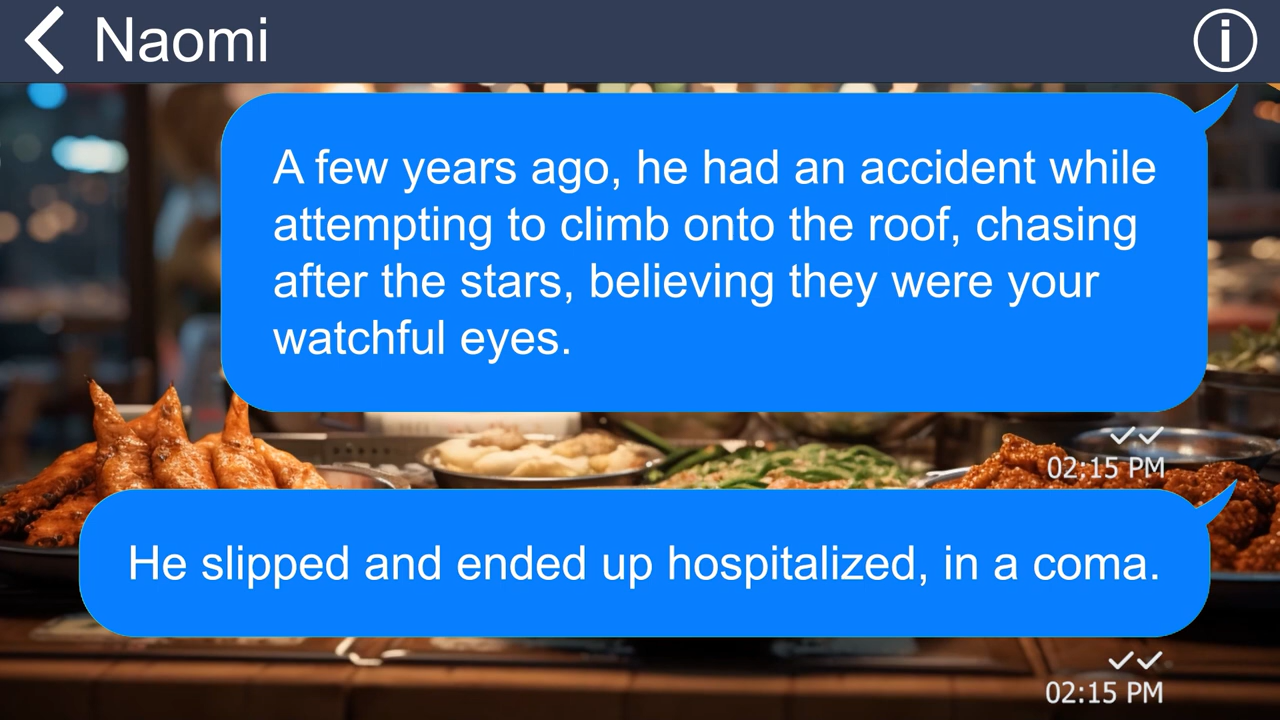 Naomi
A few years ago, he had an accident while
attempting to climb onto the roof, chasing
after the stars, believing they were your
watchful eyes.
02:15 PM
He slipped and ended up hospitalized, in a coma.
02:15 PM